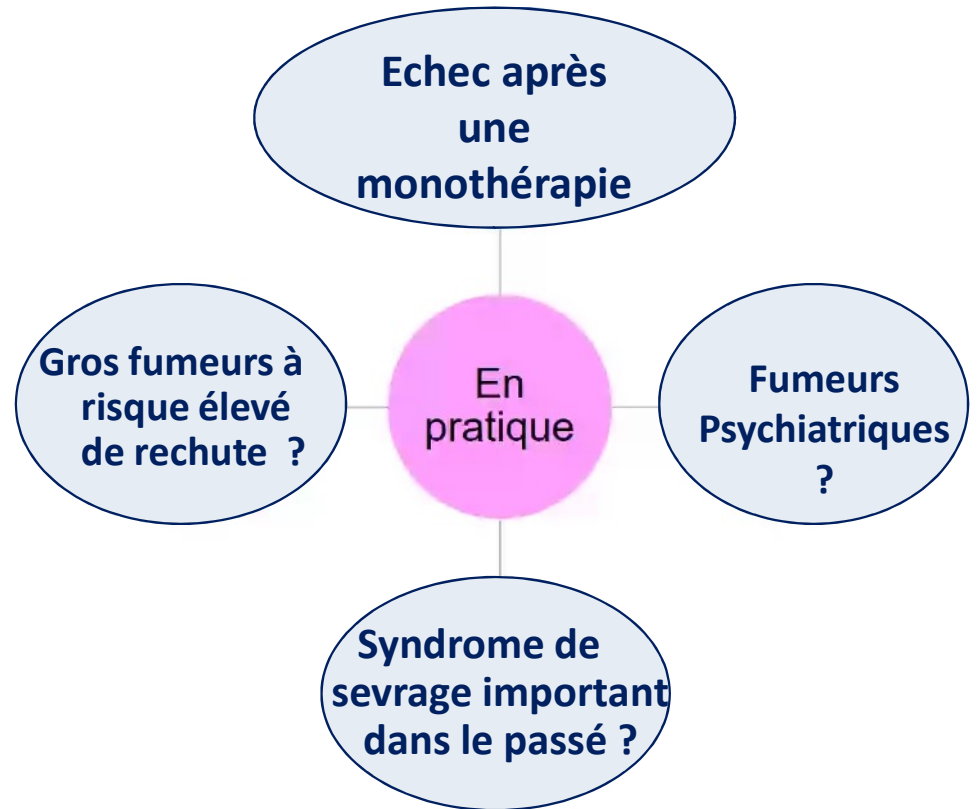 Echec après
une
monothérapie
Gros fumeurs à
risque élevé
de rechute ?
En
pratique
Fumeurs
Psychiatriques
?
Syndrome de
sevrage important
dans le passé ?